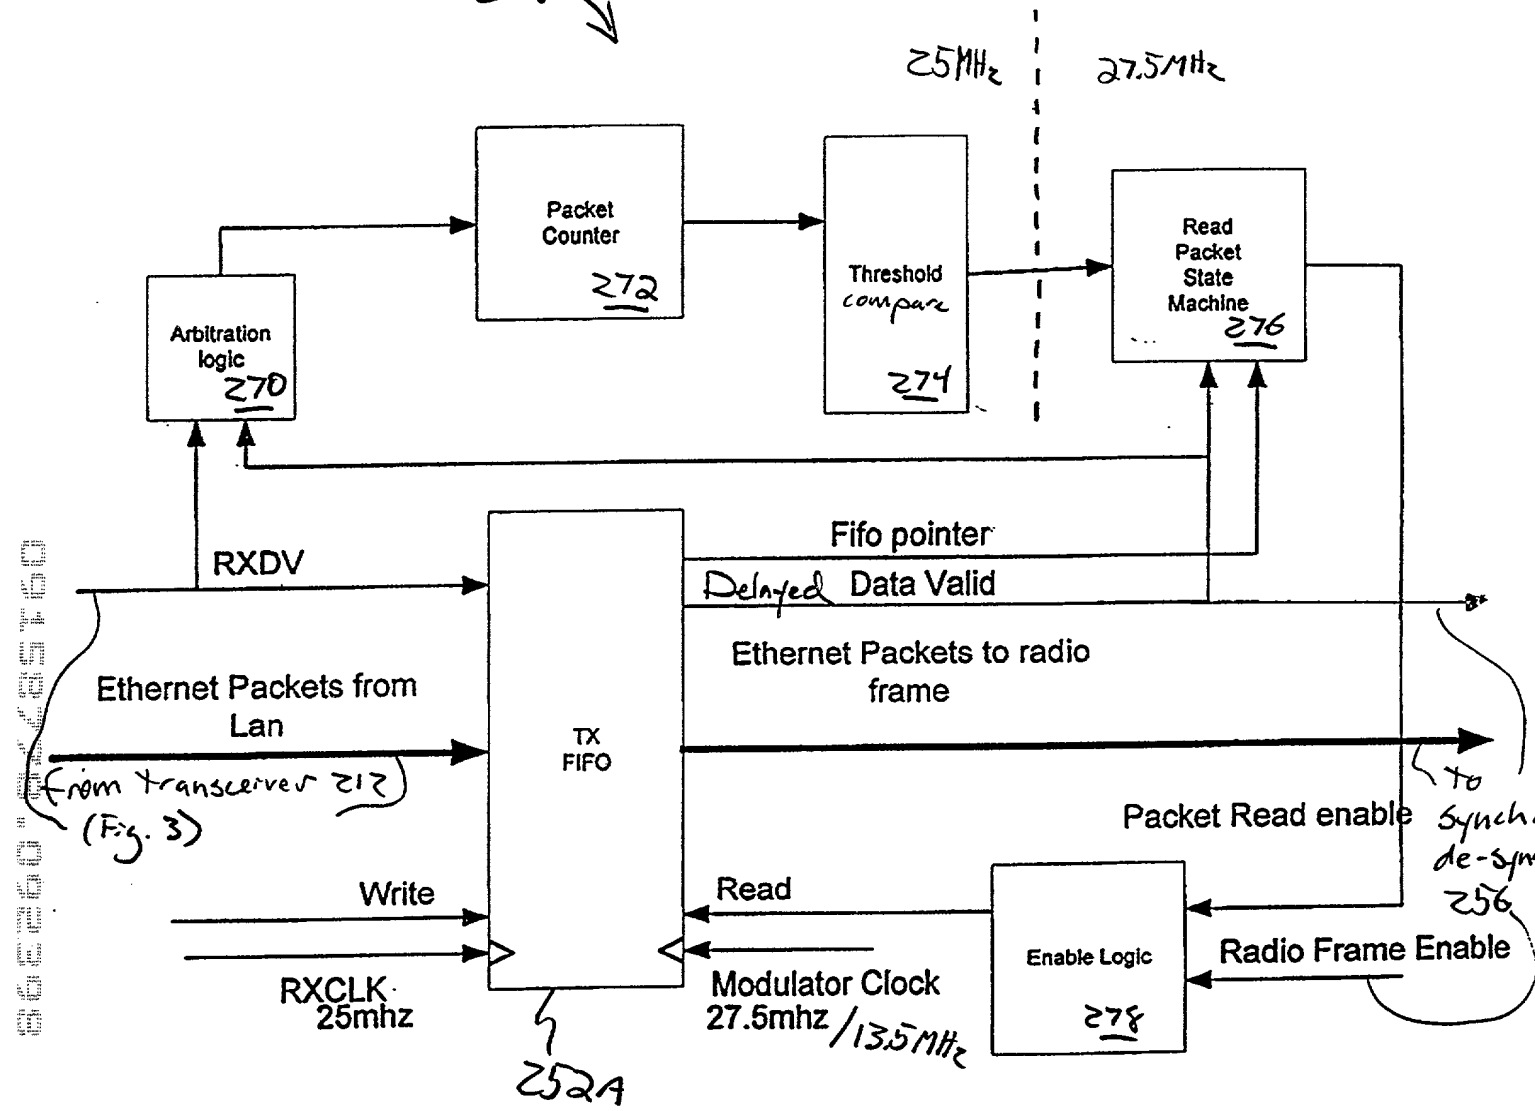 25MHz
27.5MHz
Packet
Counter
272
Threshold
compare
274
Read
Packet
State
Machine
276
Arbitration
logic
270
RXDV
Fifo pointer
Delayed Data Valid
Ethernet Packets to radio
frame
Ethernet Packets from
Lan
from transceiver 212
(Fig. 3)
TX
FIFO
to
synch.
de-syn
256
Packet Read enable
Write
Read
RXCLK
25mhz
Modulator Clock
27.5mhz /13.5MHz
Enable Logic
278
Radio Frame Enable
252A